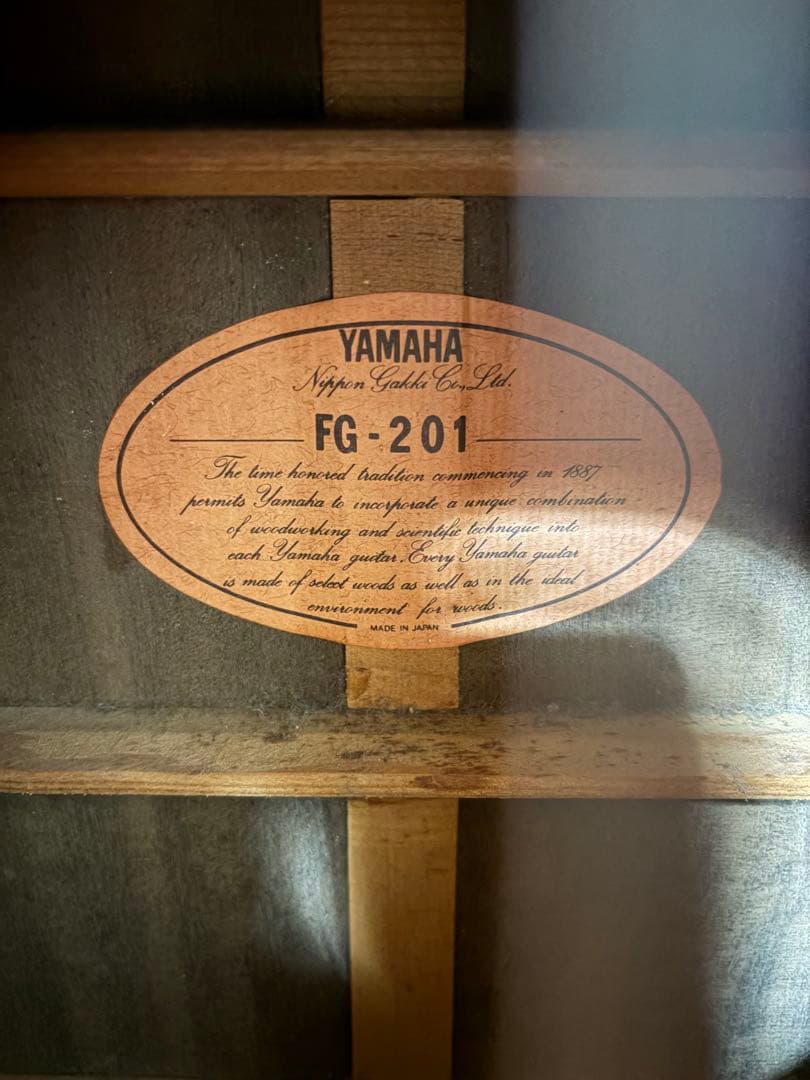 YAMAHA
Nippon Gakki Co., Ltd.
FG-201
The time honored tradition commencing in 1887
permits Yamaha to incorporate a unique combination
of woodworking and scientific technique into
each Yamaha guitar. Every Yamaha guitar
is made of select woods as well as in the ideal
environment for woods.
MADE IN JAPAN